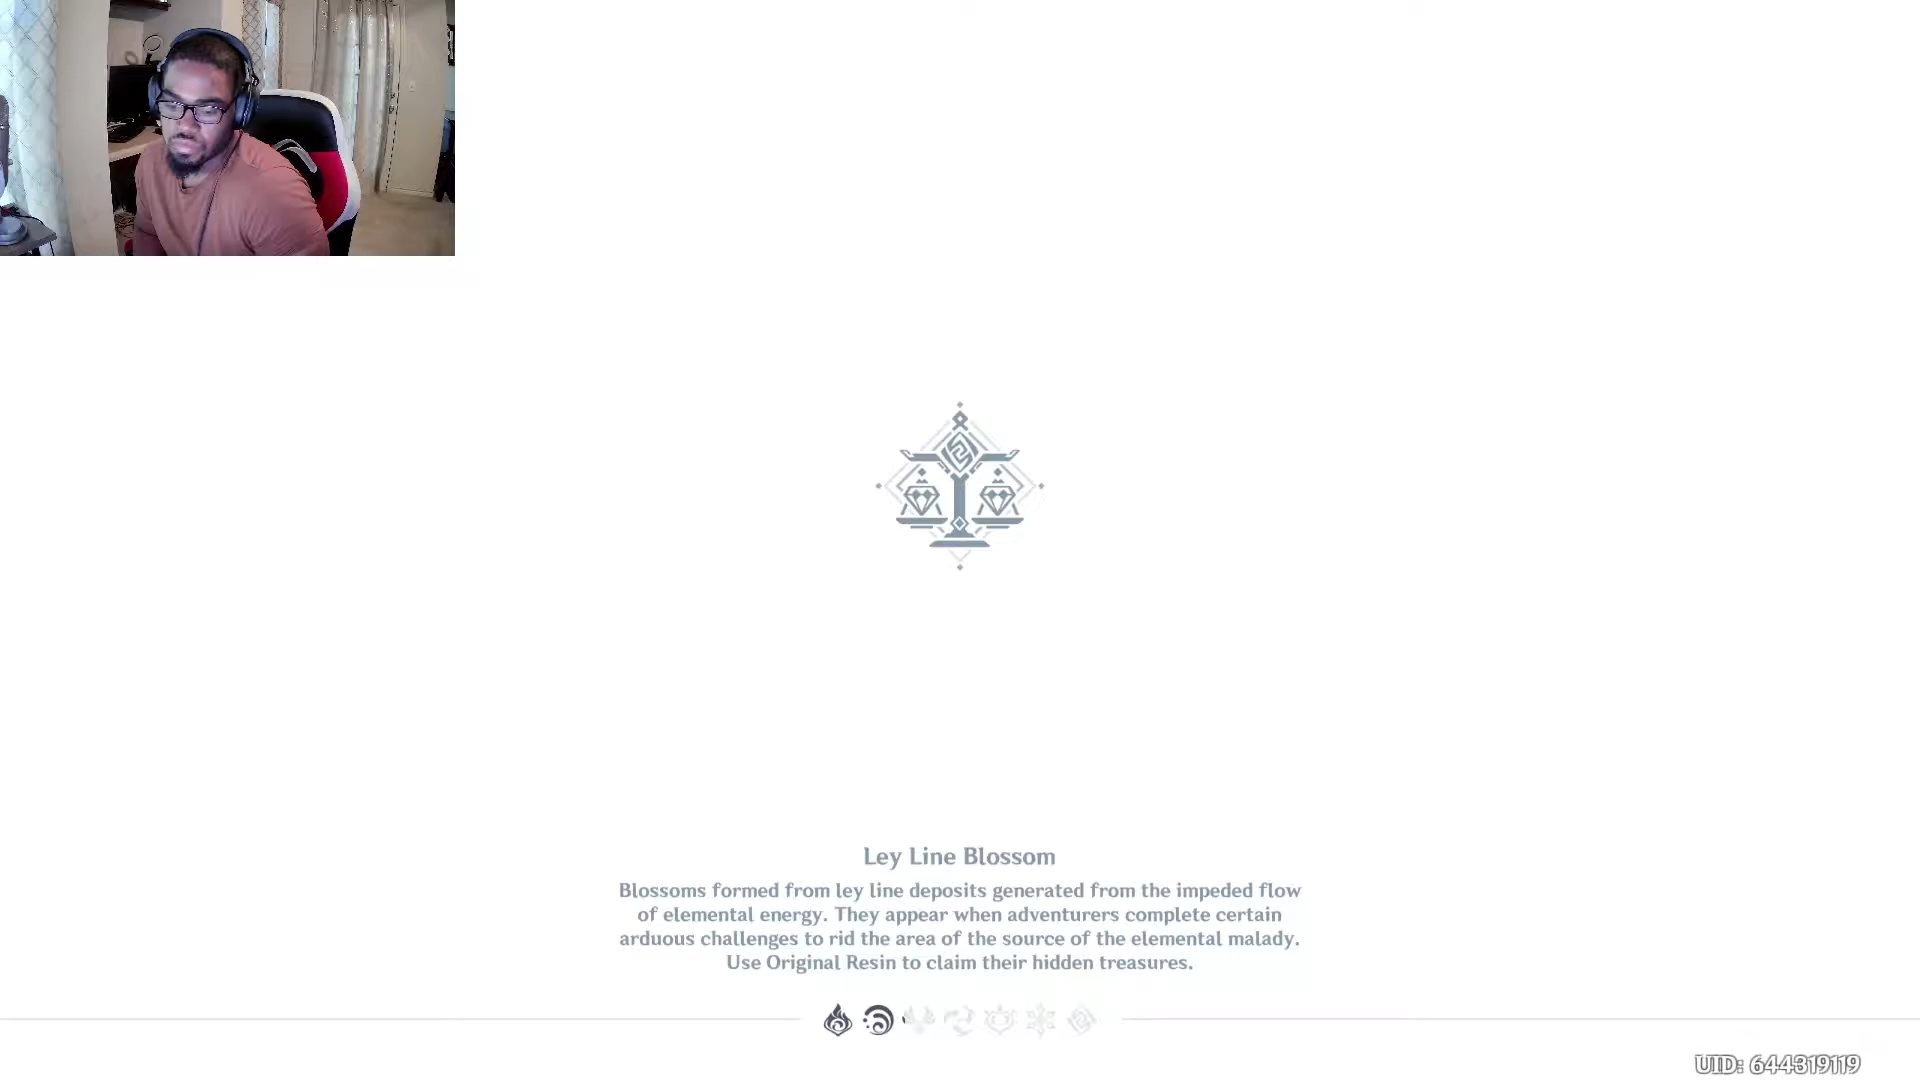 Ley Line Blossom
Blossoms formed from ley line deposits generated from the impeded flow
of elemental energy. They appear when adventurers complete certain
arduous challenges to rid the area of the source of the elemental malady.
Use Original Resin to claim their hidden treasures.
UID: 644319119